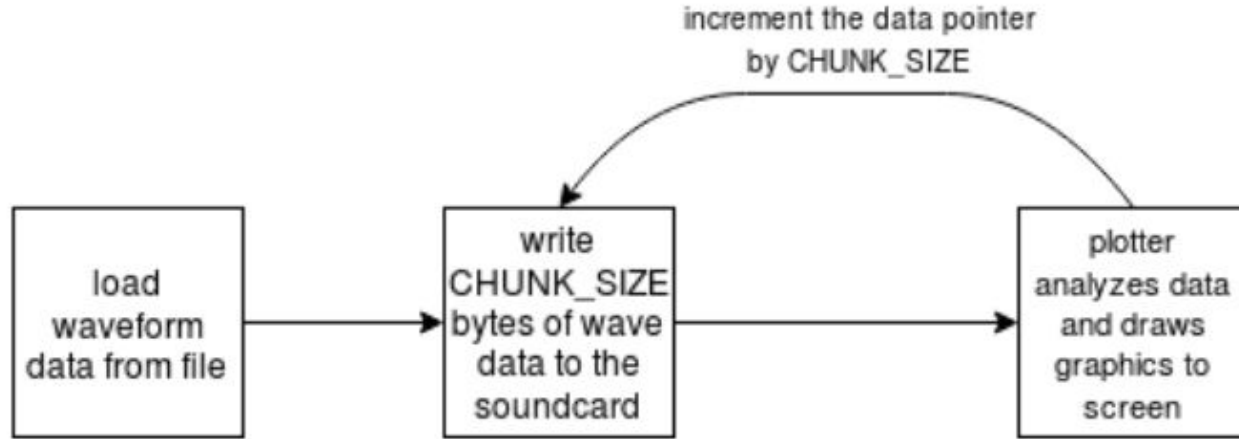 increment the data pointer
by CHUNK_SIZE
load
waveform
data from file
write
CHUNK_SIZE
bytes of wave
data to the
soundcard
plotter
analyzes data
and draws
graphics to
screen